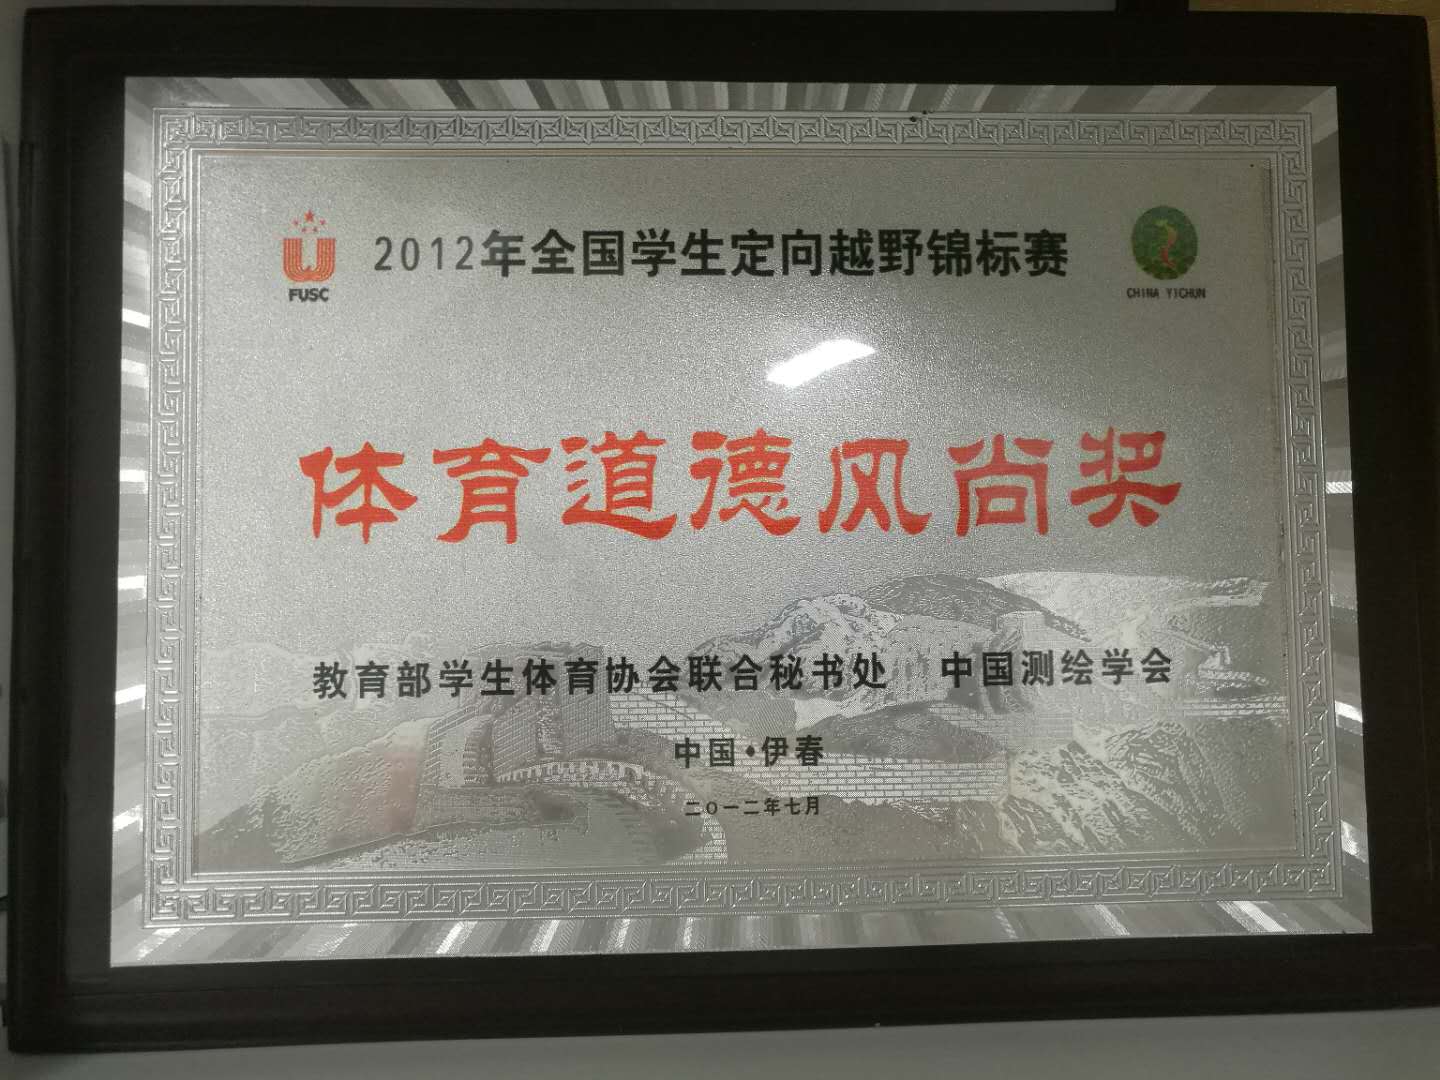 2012年全国学生定向越野锦标赛
FUSC
CHINA YICHUN
体育道德风尚奖
教育部学生体育协会联合秘书处 中国测绘学会
中国·伊春
二〇一二年七月